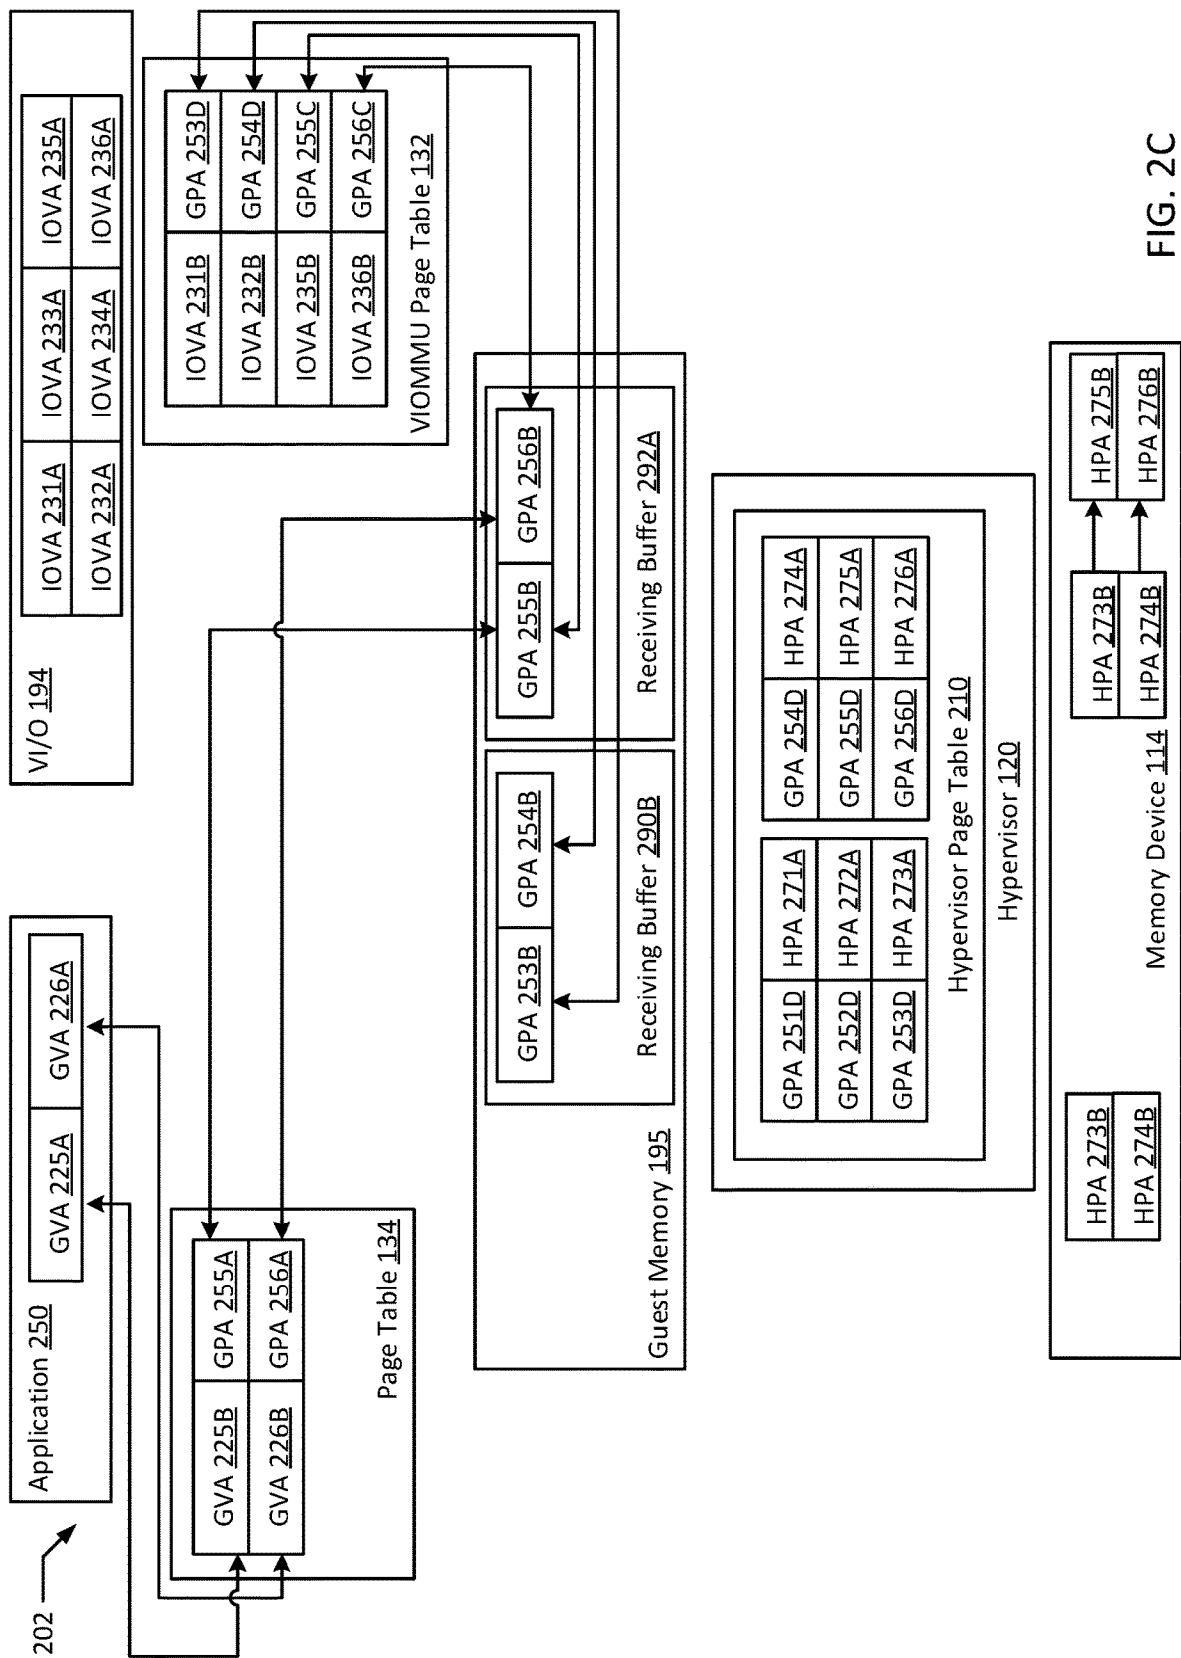 202
Application 250
GVA 225A
GVA 226A
VI/O 194
IOVA 231A
IOVA 233A
IOVA 235A
IOVA 232A
IOVA 234A
IOVA 236A
GVA 225B
GPA 255A
GVA 226B
GPA 256A
Page Table 134
IOVA 231B
GPA 253D
IOVA 232B
GPA 254D
IOVA 235B
GPA 255C
IOVA 236B
GPA 256C
VIOMMU Page Table 132
GPA 253B
GPA 254B
Receiving Buffer 290B
GPA 255B
GPA 256B
Receiving Buffer 292A
Guest Memory 195
GPA 251D
HPA 271A
GPA 252D
HPA 272A
GPA 253D
HPA 273A
GPA 254D
HPA 274A
GPA 255D
HPA 275A
GPA 256D
HPA 276A
Hypervisor Page Table 210
Hypervisor 120
HPA 273B
HPA 274B
HPA 273B
HPA 274B
HPA 275B
HPA 276B
Memory Device 114
FIG. 2C